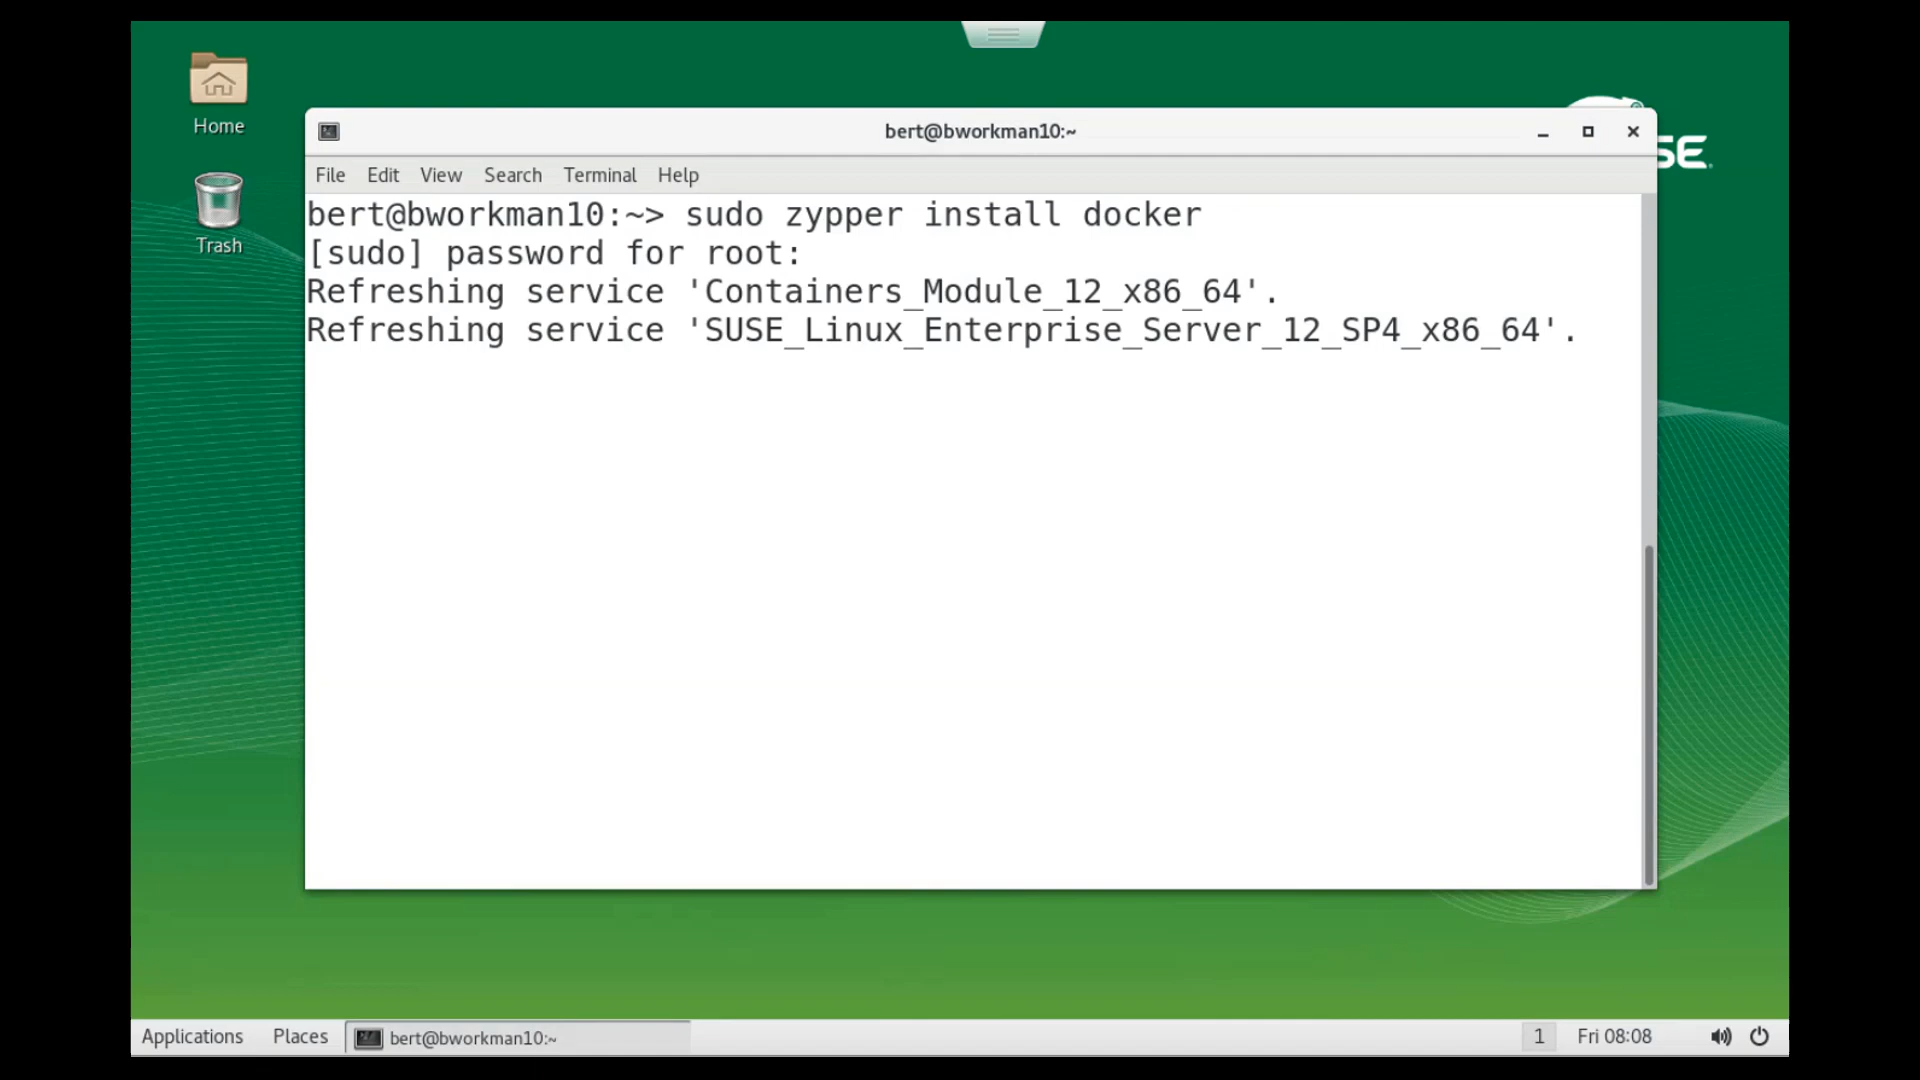 Home
Trash
SE.
bert@bworkman10:~
File Edit View Search Terminal Help
bert@bworkman10:~> sudo zypper install docker
[sudo] password for root:
Refreshing service 'Containers_Module_12_x86_64'.
Refreshing service 'SUSE_Linux_Enterprise_Server_12_SP4_x86_64'.
Applications Places bert@bworkman10:~ 1 Fri 08:08